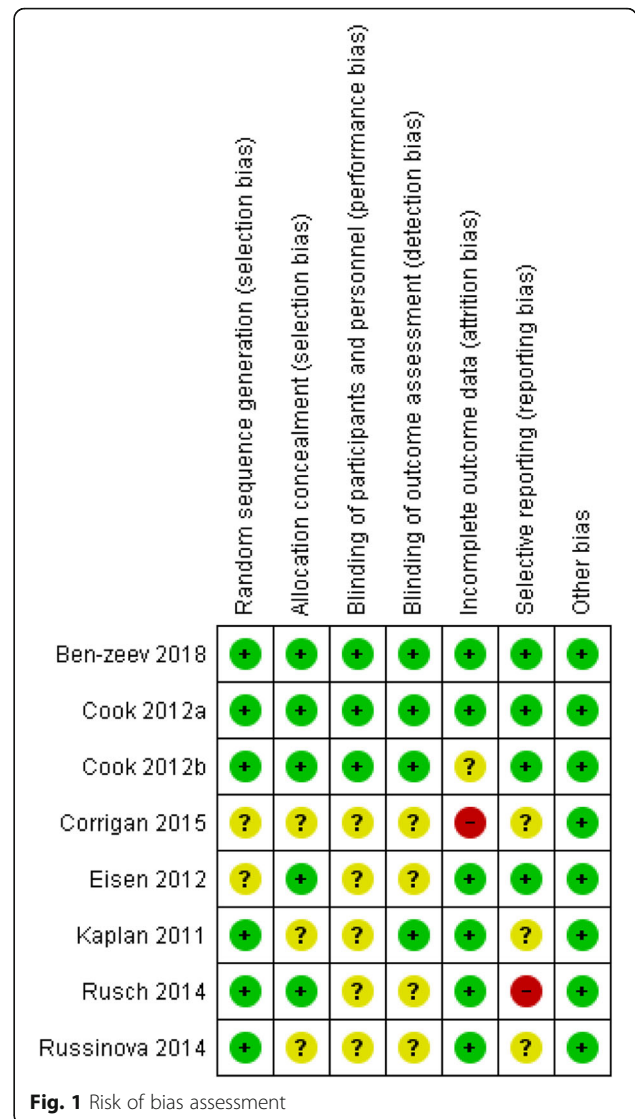 Random sequence generation (selection bias)
Allocation concealment (selection bias)
Blinding of participants and personnel (performance bias)
Blinding of outcome assessment (detection bias)
Incomplete outcome data (attrition bias)
Selective reporting (reporting bias)
Other bias
Ben-zeev 2018 + + + + + + +
Cook 2012a + + + + + + +
Cook 2012b + + + + ? + +
Corrigan 2015 ? ? ? ? - ? +
Eisen 2012 ? + ? ? + + +
Kaplan 2011 + ? ? + + ? +
Rusch 2014 + + ? ? + - +
Russinova 2014 + ? ? ? + ? +
Fig. 1 Risk of bias assessment